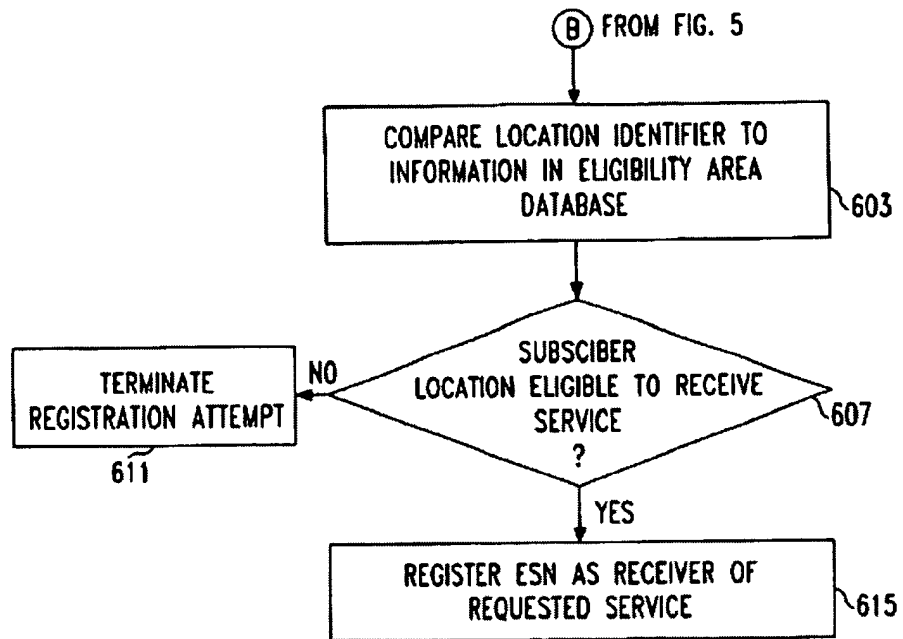 B FROM FIG. 5
COMPARE LOCATION IDENTIFIER TO
INFORMATION IN ELIGIBILITY AREA
DATABASE
603
SUBSCIBER
LOCATION ELIGIBLE TO RECEIVE
SERVICE
?
607
NO
TERMINATE
REGISTRATION ATTEMPT
611
YES
REGISTER ESN AS RECEIVER OF
REQUESTED SERVICE
615